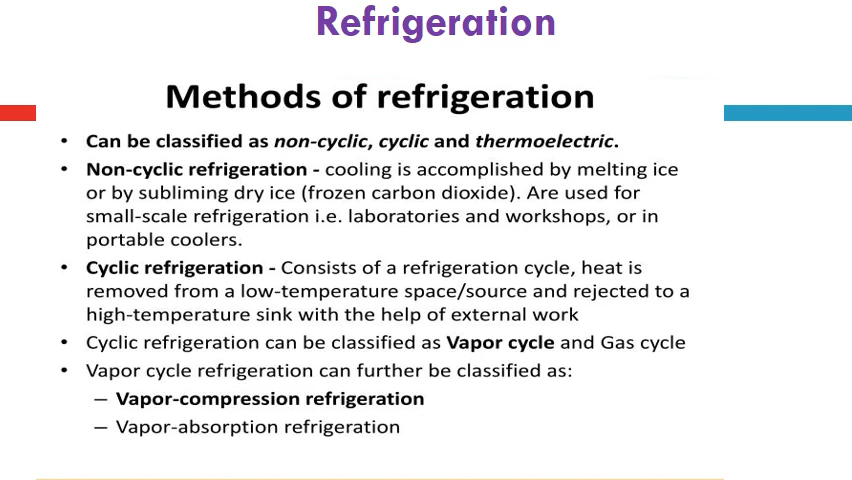 Refrigeration
Methods of refrigeration
• Can be classified as non-cyclic, cyclic and thermoelectric.
• Non-cyclic refrigeration - cooling is accomplished by melting ice
or by subliming dry ice (frozen carbon dioxide). Are used for
small-scale refrigeration i.e. laboratories and workshops, or in
portable coolers.
• Cyclic refrigeration - Consists of a refrigeration cycle, heat is
removed from a low-temperature space/source and rejected to a
high-temperature sink with the help of external work
• Cyclic refrigeration can be classified as Vapor cycle and Gas cycle
• Vapor cycle refrigeration can further be classified as:
– Vapor-compression refrigeration
– Vapor-absorption refrigeration